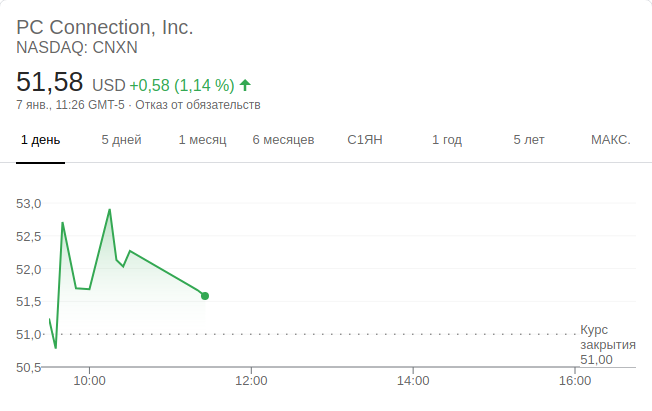 PC Connection, Inc.
NASDAQ: CNXN
51,58 USD +0,58 (1,14 %)
7 янв., 11:26 GMT-5 · Отказ от обязательств
1 день 5 дней 1 месяц 6 месяцев С1ЯН 1 год 5 лет МАКС.
53,0
52,5
52,0
51,5
51,0
50,5
Курс
закрытия
51,00
10:00 12:00 14:00 16:00